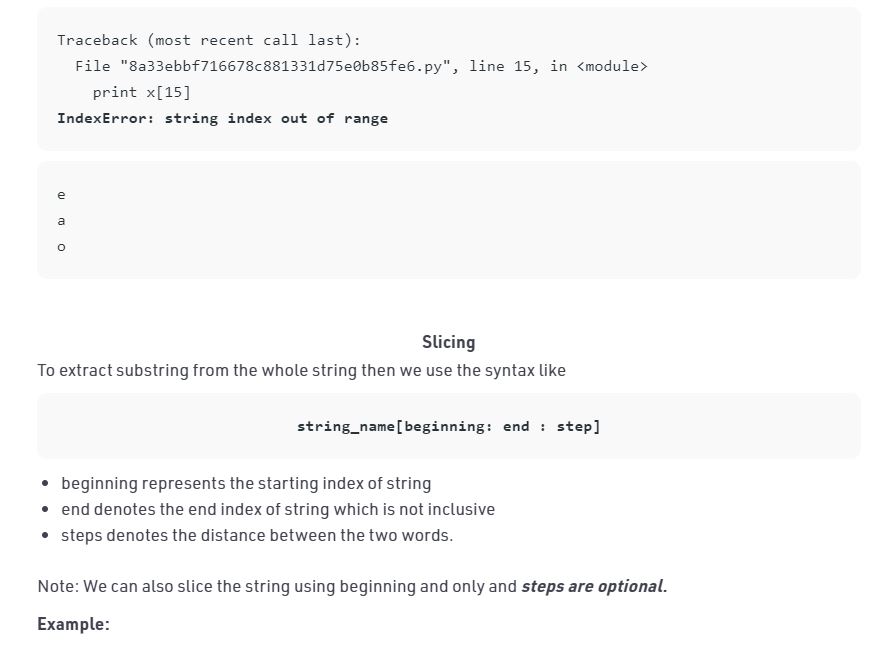 Traceback (most recent call last):
File "8a33ebbf716678c881331d75e0b85fe6.py", line 15, in <module>
print x[15]
IndexError: string index out of range
e
a
o
Slicing
To extract substring from the whole string then we use the syntax like
string_name[beginning: end : step]
• beginning represents the starting index of string
• end denotes the end index of string which is not inclusive
• steps denotes the distance between the two words.
Note: We can also slice the string using beginning and only and steps are optional.
Example: